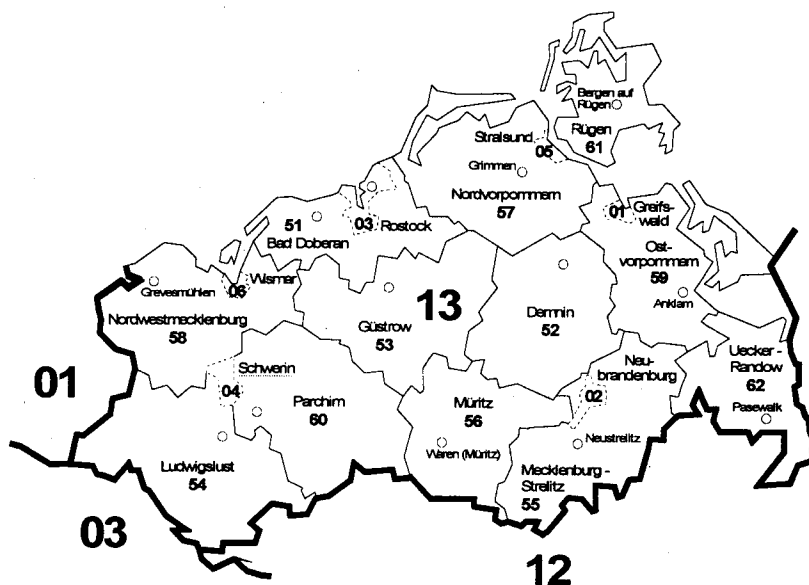 Bergen auf
Rügen
Rügen
61
Stralsund
05
Grimmen
Nordvorpommern
57
01
Greifs-
wald
51
Bad Doberan
03
Rostock
Ost-
vorpommern
59
Anklam
Wismar
06
Grevesmühlen
Nordwestmecklenburg
58
Güstrow
53
13
Demmin
52
Uecker -
Randow
62
Pasewalk
Neu-
brandenburg
02
01
Schwerin
04
Parchim
60
Müritz
56
Waren (Müritz)
Neustrelitz
Ludwigslust
54
Mecklenburg -
Strelitz
55
03
12